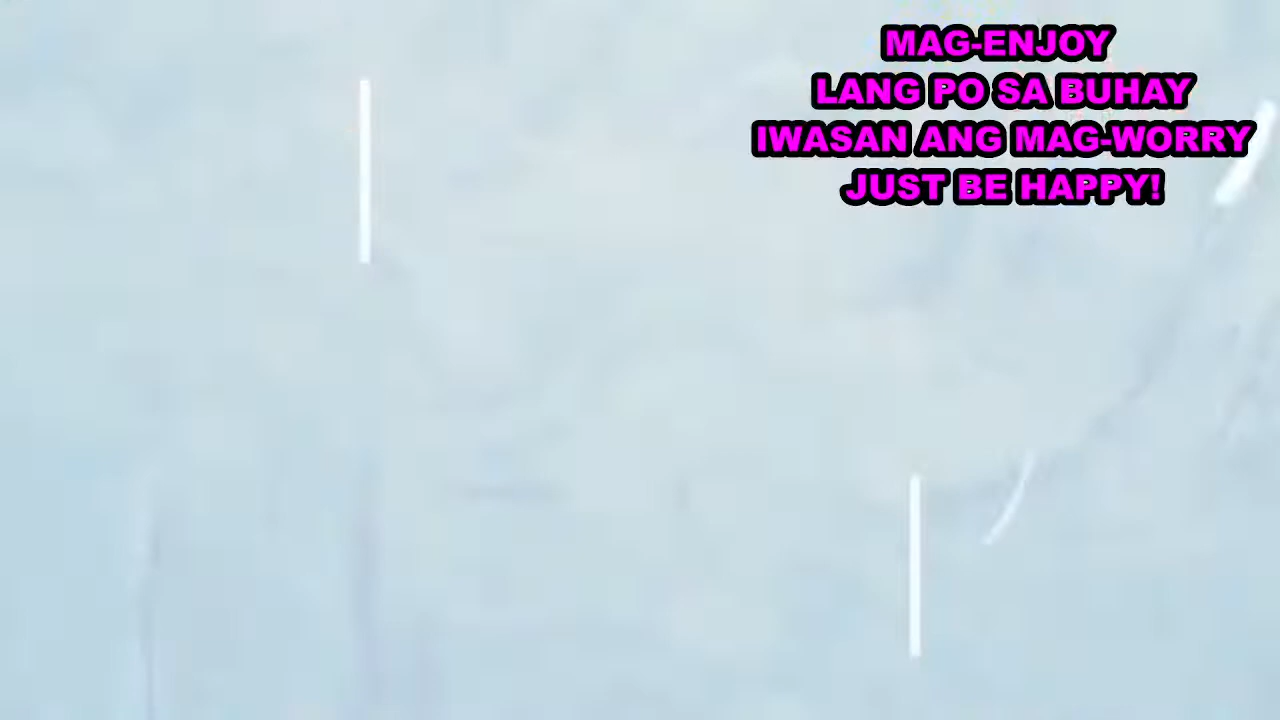 MAG-ENJOY
LANG PO SA BUHAY
IWASAN ANG MAG-WORRY
JUST BE HAPPY!